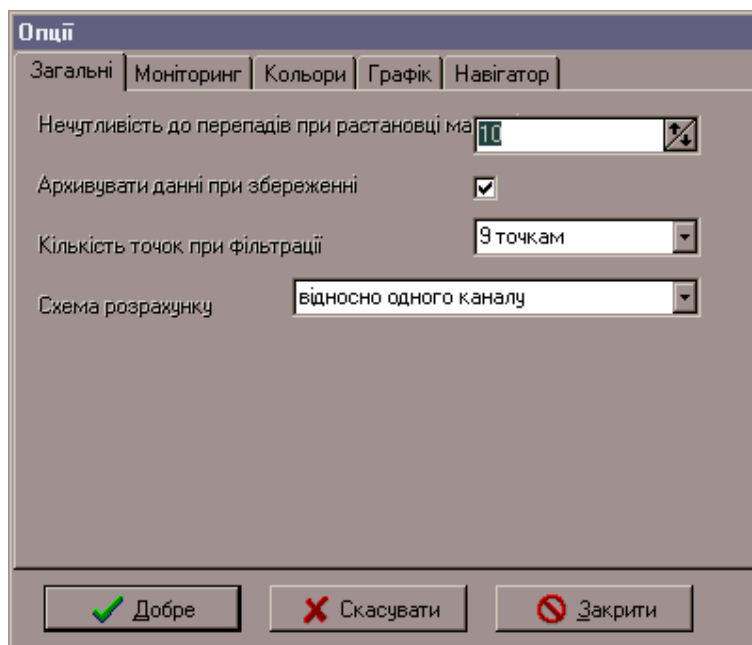 Опції
Загальні Моніторинг Кольори Графік Навігатор
Нечутливість до перепадів при растановці 10
Архивувати данні при збереженні
Кількість точок при фільтрації 9 точкам
Схема розрахунку відносно одного каналу
Добре Скасувати Закрити